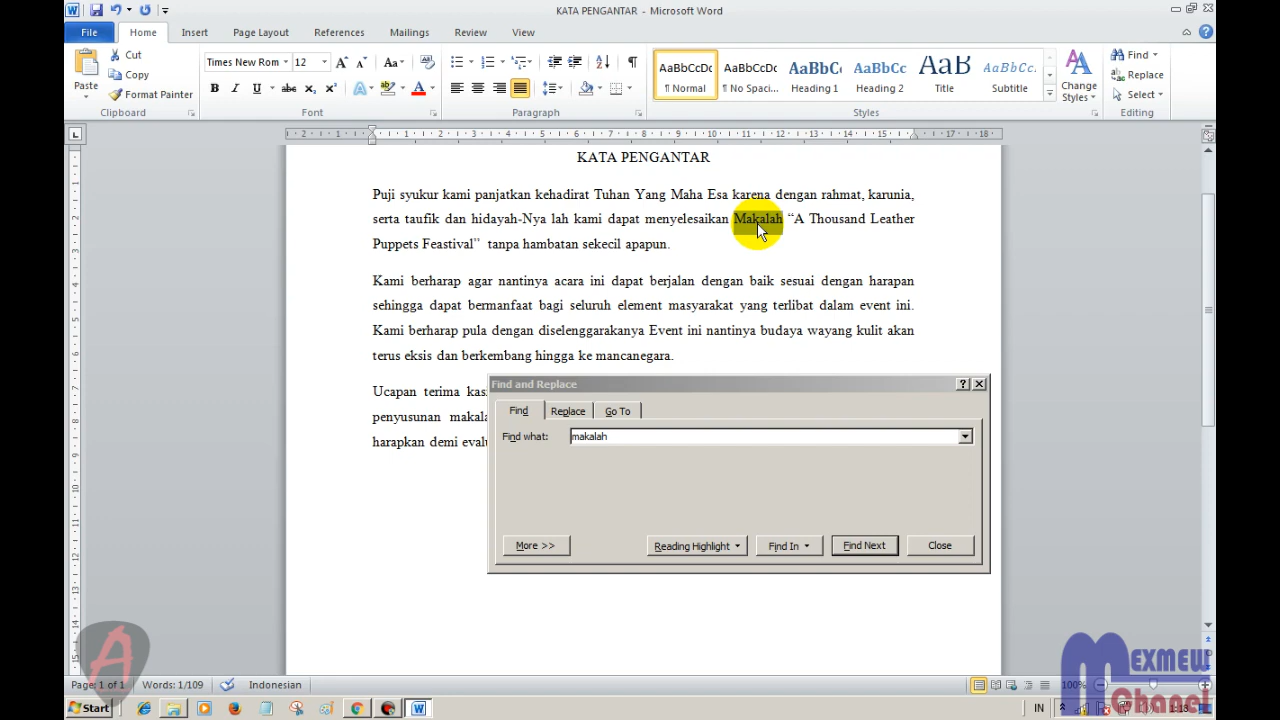 KATA PENGANTAR - Microsoft Word
File Home Insert Page Layout References Mailings Review View
Paste
Cut
Copy
Format Painter
Clipboard
Times New Rom 12
Font
Paragraph
AaBbCcDc
¶ Normal
AaBbCcDc
¶ No Spaci...
AaBbC
Heading 1
AaBbCc
Heading 2
AaB
Title
AaBbCc.
Subtitle
Change
Styles
Styles
Find
Replace
Select
Editing
KATA PENGANTAR
Puji syukur kami panjatkan kehadirat Tuhan Yang Maha Esa karena dengan rahmat, karunia,
serta taufik dan hidayah-Nya lah kami dapat menyelesaikan Makalah “A Thousand Leather
Puppets Feastival” tanpa hambatan sekecil apapun.
Kami berharap agar nantinya acara ini dapat berjalan dengan baik sesuai dengan harapan
sehingga dapat bermanfaat bagi seluruh element masyarakat yang terlibat dalam event ini.
Kami berharap pula dengan diselenggarakanya Event ini nantinya budaya wayang kulit akan
terus eksis dan berkembang hingga ke mancanegara.
Ucapan terima kas
penyusunan makala
harapkan demi evalu
Find and Replace
Find Replace Go To
Find what: makalah
More >> Reading Highlight Find In Find Next Close
A
Mexmew
Chanel
Page: 1 of 1 Words: 1/109 Indonesian 100%
Start IN